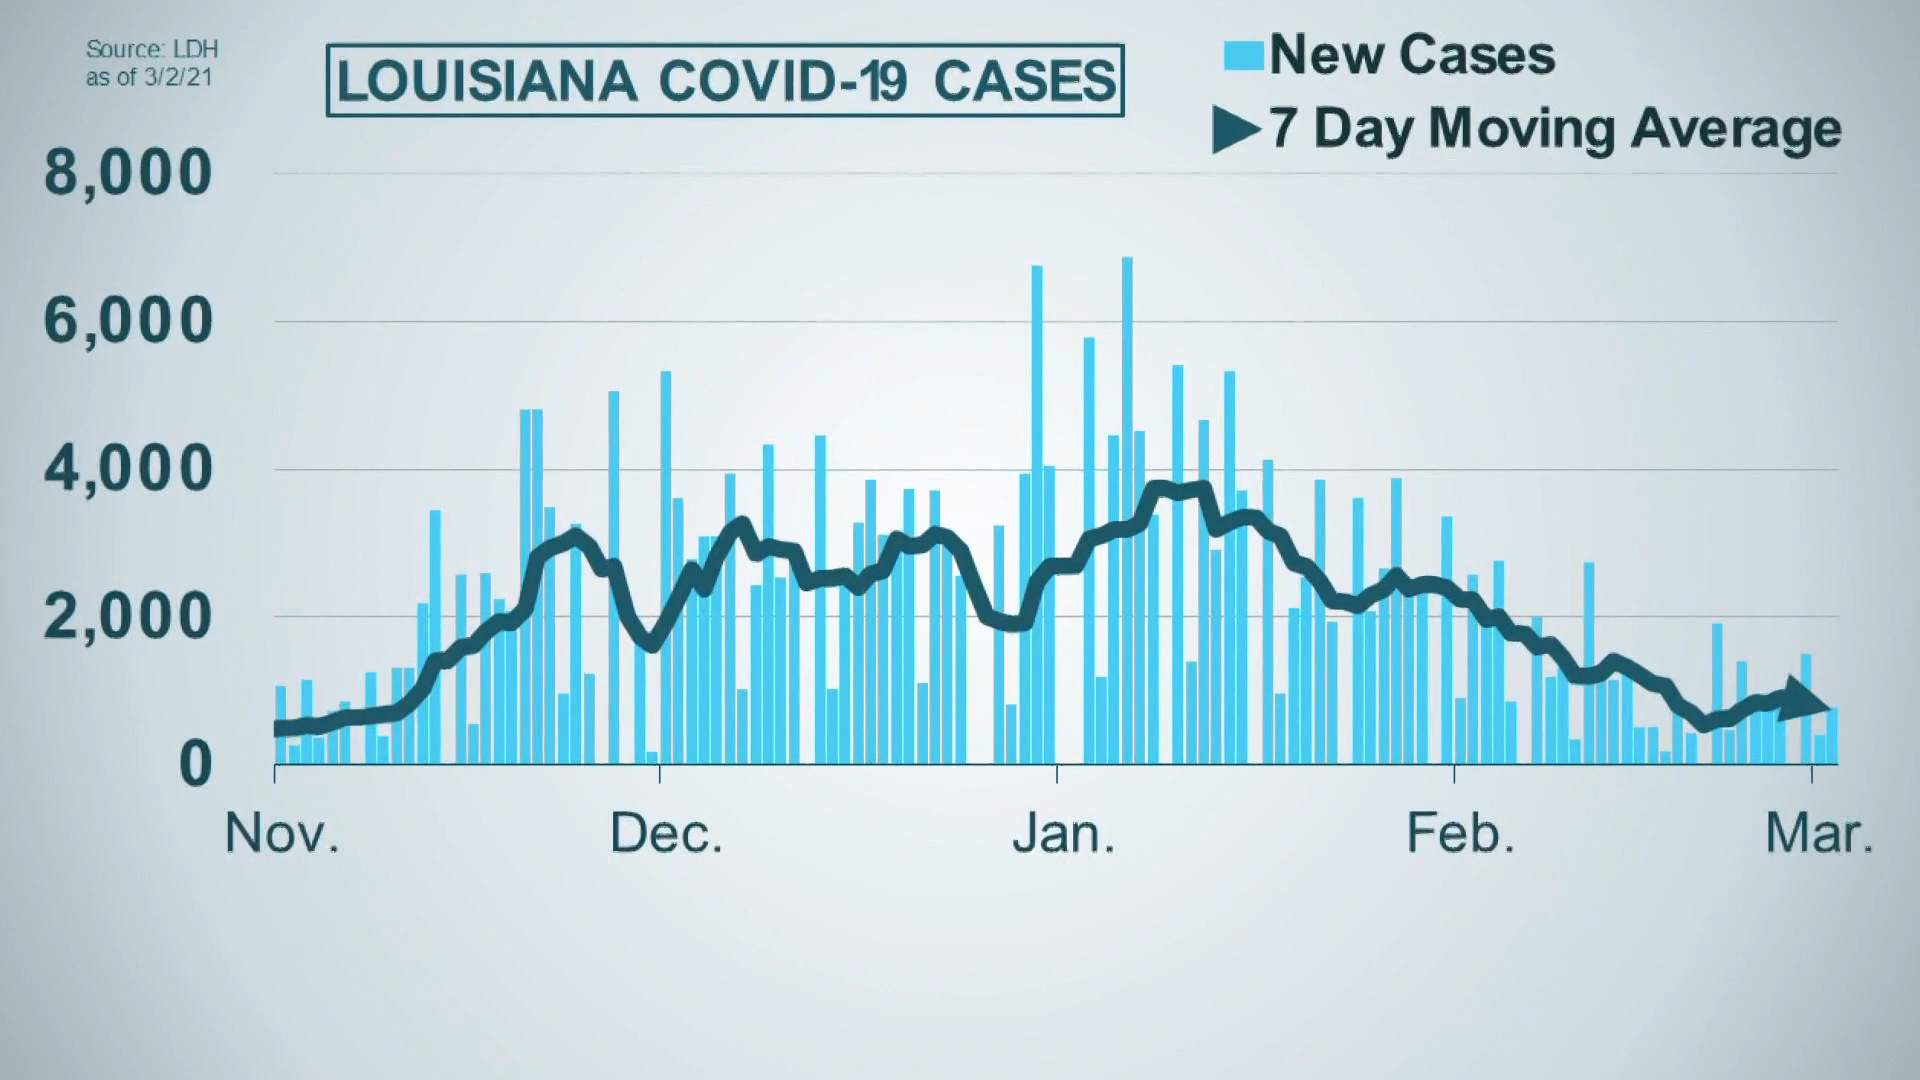 Source: LDH
as of 3/2/21
LOUISIANA COVID-19 CASES
New Cases
7 Day Moving Average
8,000
6,000
4,000
2,000
0
Nov. Dec. Jan. Feb. Mar.